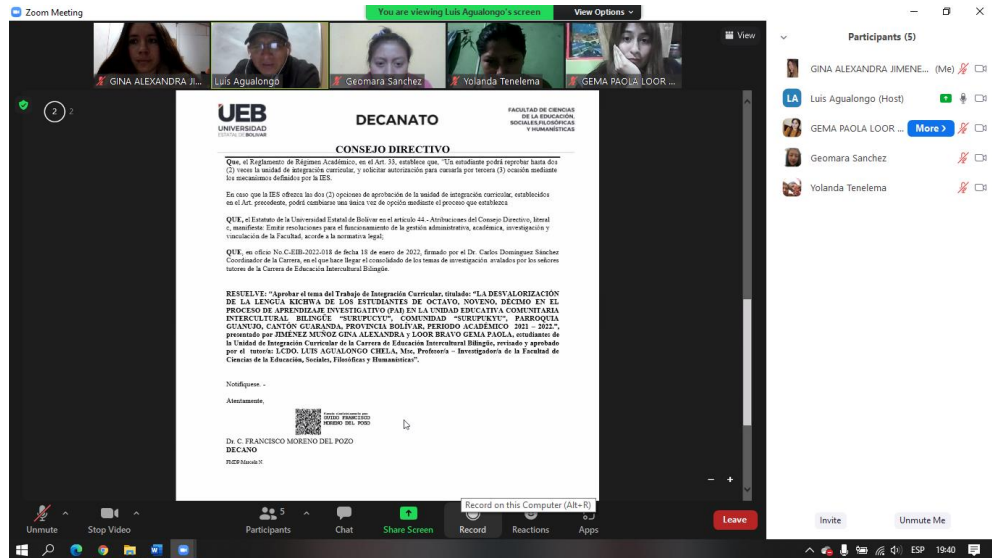 Zoom Meeting
You are viewing Luis Agualongo's screen
View Options
View
GINA ALEXANDRA JI...
Luis Agualongo
Geomara Sanchez
Yolanda Tenelema
GEMA PAOLA LOOR ...
2 2
UEB
UNIVERSIDAD
ESTATAL DE BOLÍVAR
DECANATO
FACULTAD DE CIENCIAS
DE LA EDUCACIÓN,
SOCIALES,FILOSÓFICAS
Y HUMANÍSTICAS
CONSEJO DIRECTIVO
Que, el Reglamento de Régimen Académico, en el Art. 33, establece que, "Un estudiante podrá reprobar hasta dos
(2) veces la unidad de integración curricular, y solicitar autorización para cursarla por tercera (3) ocasión mediante
los mecanismos definidos por la IES.
En caso que la IES ofrezca las dos (2) opciones de aprobación de la unidad de integración curricular, establecidos
en el Art. precedente, podrá cambiarse una única vez de opción mediante el proceso que establezca
QUE, el Estatuto de la Universidad Estatal de Bolívar en el artículo 44.- Atribuciones del Consejo Directivo, literal
c, manifiesta: Emitir resoluciones para el funcionamiento de la gestión administrativa, académica, investigación y
vinculación de la Facultad, acorde a la normativa legal;
QUE, en oficio No.C-EIB-2022-018 de fecha 18 de enero de 2022, firmado por el Dr. Carlos Domínguez Sánchez
Coordinador de la Carrera, en el que hace llegar el consolidado de los temas de investigación avalados por los señores
tutores de la Carrera de Educación Intercultural Bilingüe.
RESUELVE: "Aprobar el tema del Trabajo de Integración Curricular, titulado: "LA DESVALORIZACIÓN
DE LA LENGUA KICHWA DE LOS ESTUDIANTES DE OCTAVO, NOVENO, DÉCIMO EN EL
PROCESO DE APRENDIZAJE INVESTIGATIVO (PAI) EN LA UNIDAD EDUCATIVA COMUNITARIA
INTERCULTURAL BILINGÜE "SURUPUCYU", COMUNIDAD "SURUPUKYU", PARROQUIA
GUANUJO, CANTÓN GUARANDA, PROVINCIA BOLÍVAR, PERIODO ACADÉMICO 2021 – 2022.",
presentado por JIMÉNEZ MUÑOZ GINA ALEXANDRA y LOOR BRAVO GEMA PAOLA, estudiantes de
la Unidad de Integración Curricular de la Carrera de Educación Intercultural Bilingüe, revisado y aprobado
por el tutor/a: LCDO. LUIS AGUALONGO CHELA, Msc, Profesor/a – Investigador/a de la Facultad de
Ciencias de la Educación, Sociales, Filosóficas y Humanísticas".
Notifíquese. -
Atentamente,
GUIDO FRANCISCO
MORENO DEL POZO
Dr. C. FRANCISCO MORENO DEL POZO
DECANO
FMDP/Marcela N.
Record on this Computer (Alt+R)
Unmute
Stop Video
5
Participants
Chat
Share Screen
Record
Reactions
Apps
Leave
Participants (5)
GINA ALEXANDRA JIMENE... (Me)
LA Luis Agualongo (Host)
GEMA PAOLA LOOR ... More
Geomara Sanchez
Yolanda Tenelema
Invite
Unmute Me
ESP 19:40